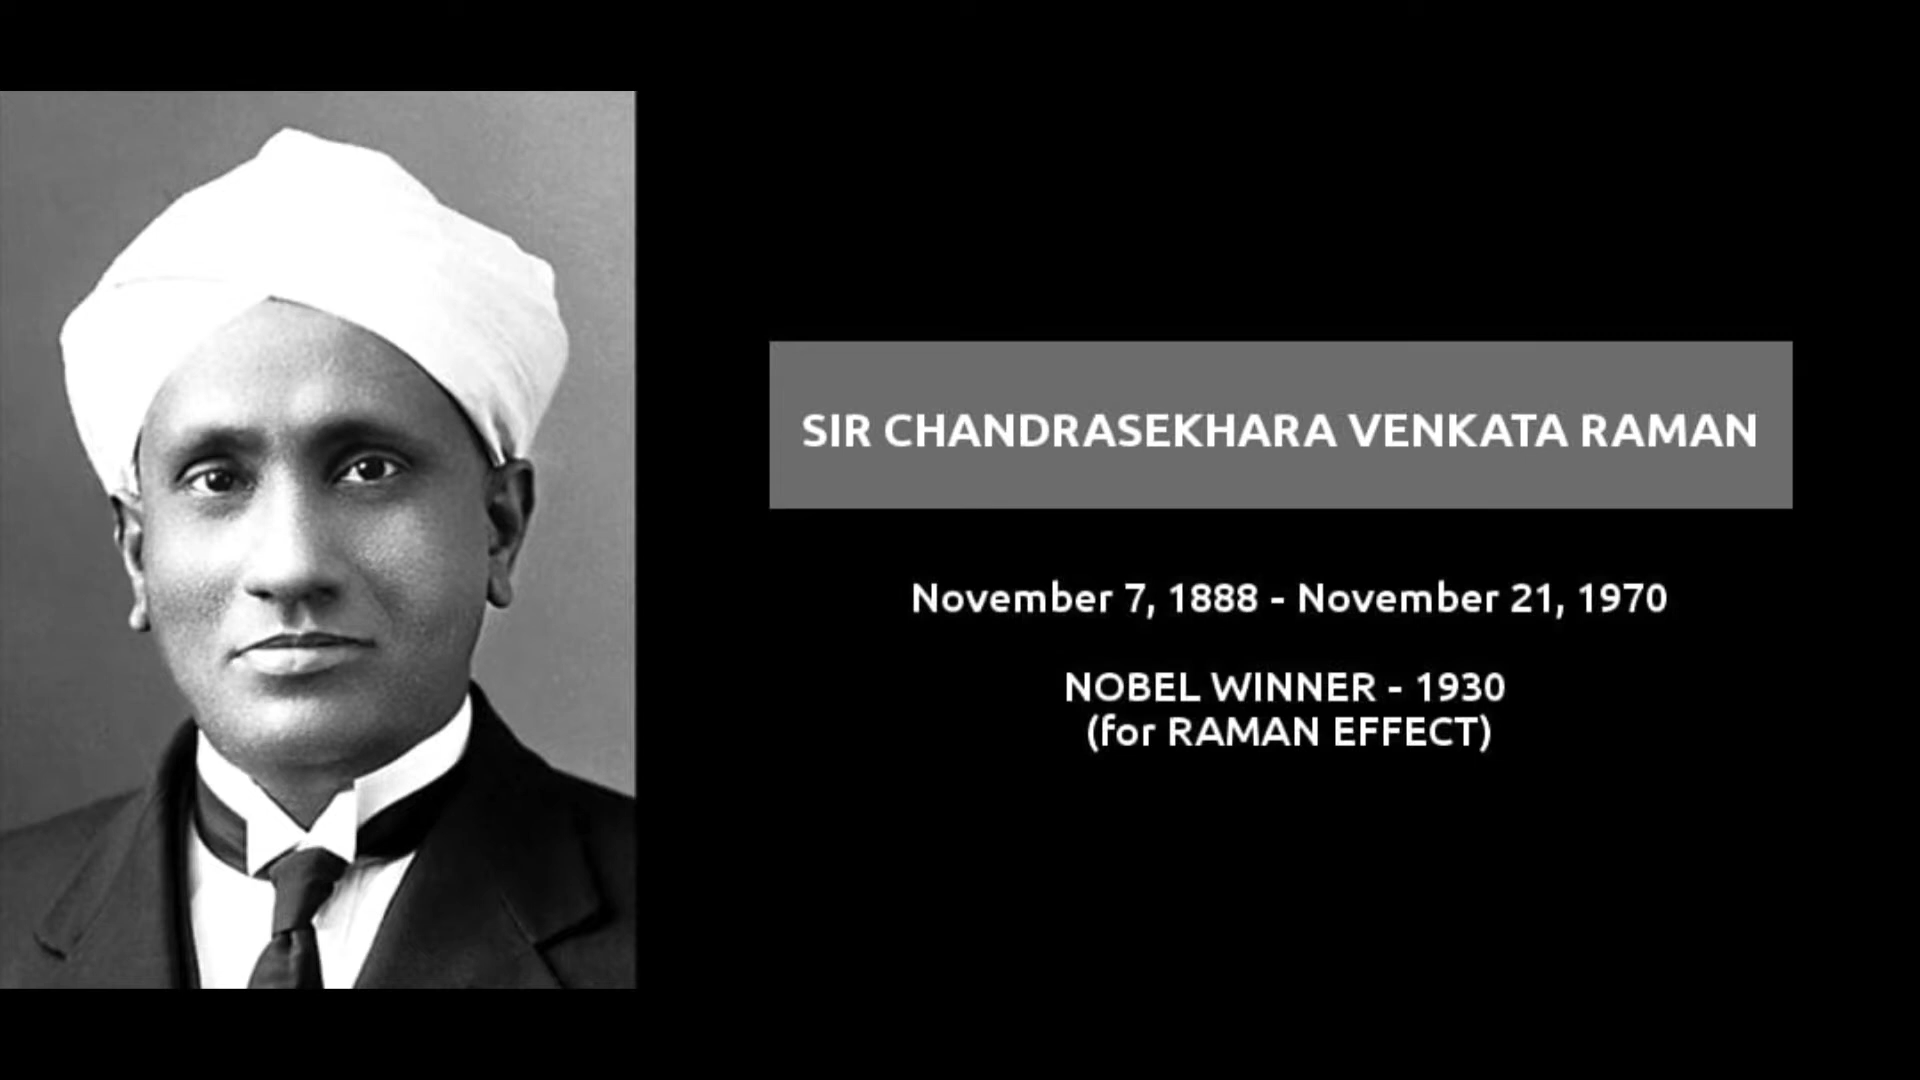 SIR CHANDRASEKHARA VENKATA RAMAN
November 7, 1888 - November 21, 1970
NOBEL WINNER - 1930
(for RAMAN EFFECT)